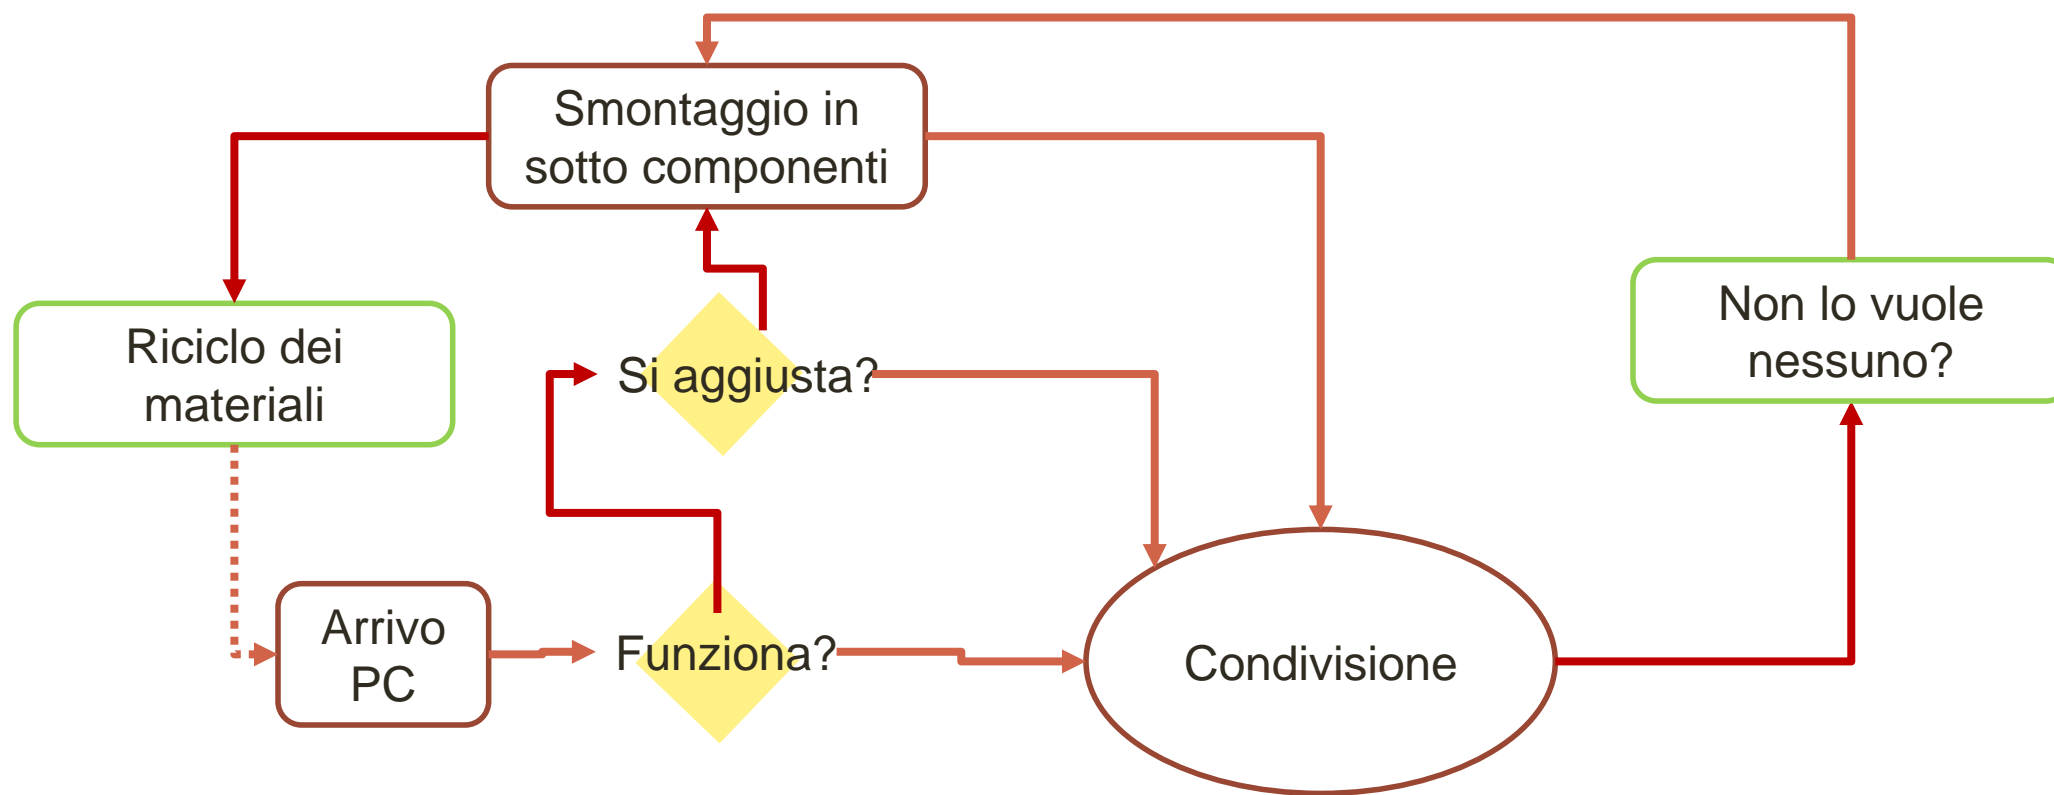 Smontaggio in
sotto componenti
Non lo vuole
nessuno?
Riciclo dei
materiali
Si aggiusta?
Arrivo
PC
Funziona?
Condivisione